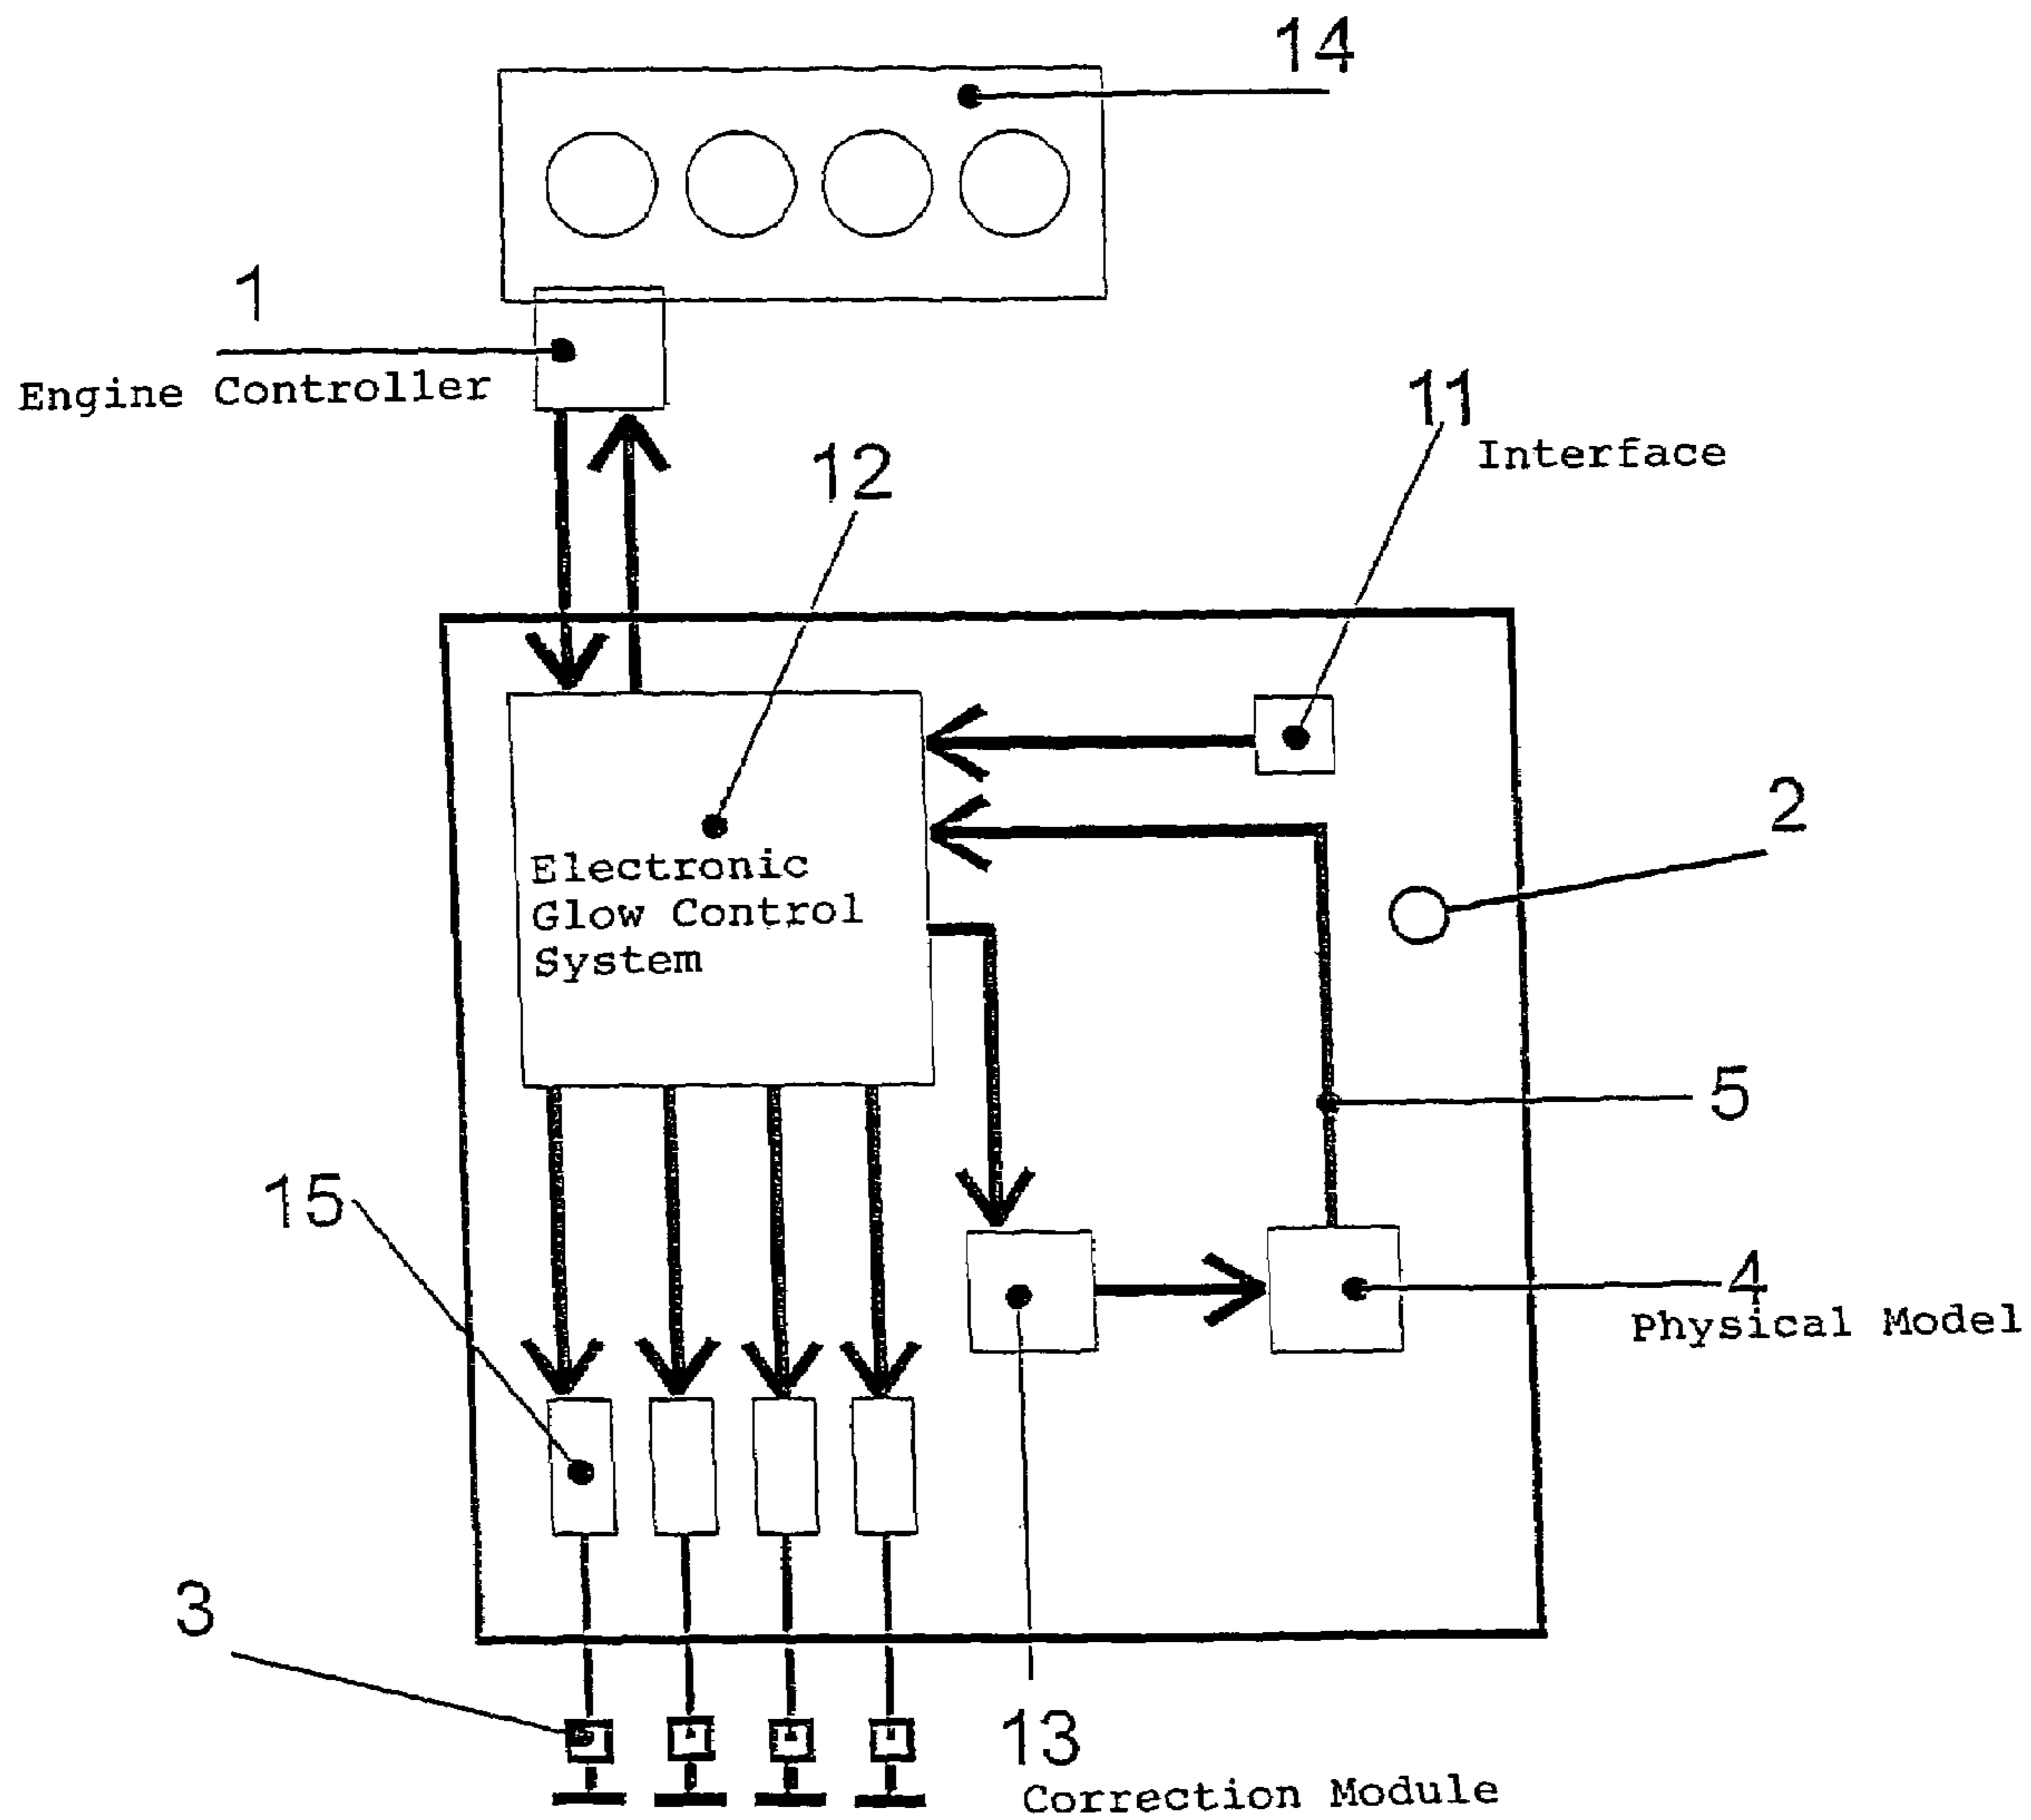 14
1
Engine Controller
11
Interface
12
2
Electronic
Glow Control
System
5
15
4
Physical Model
3
13
Correction Module